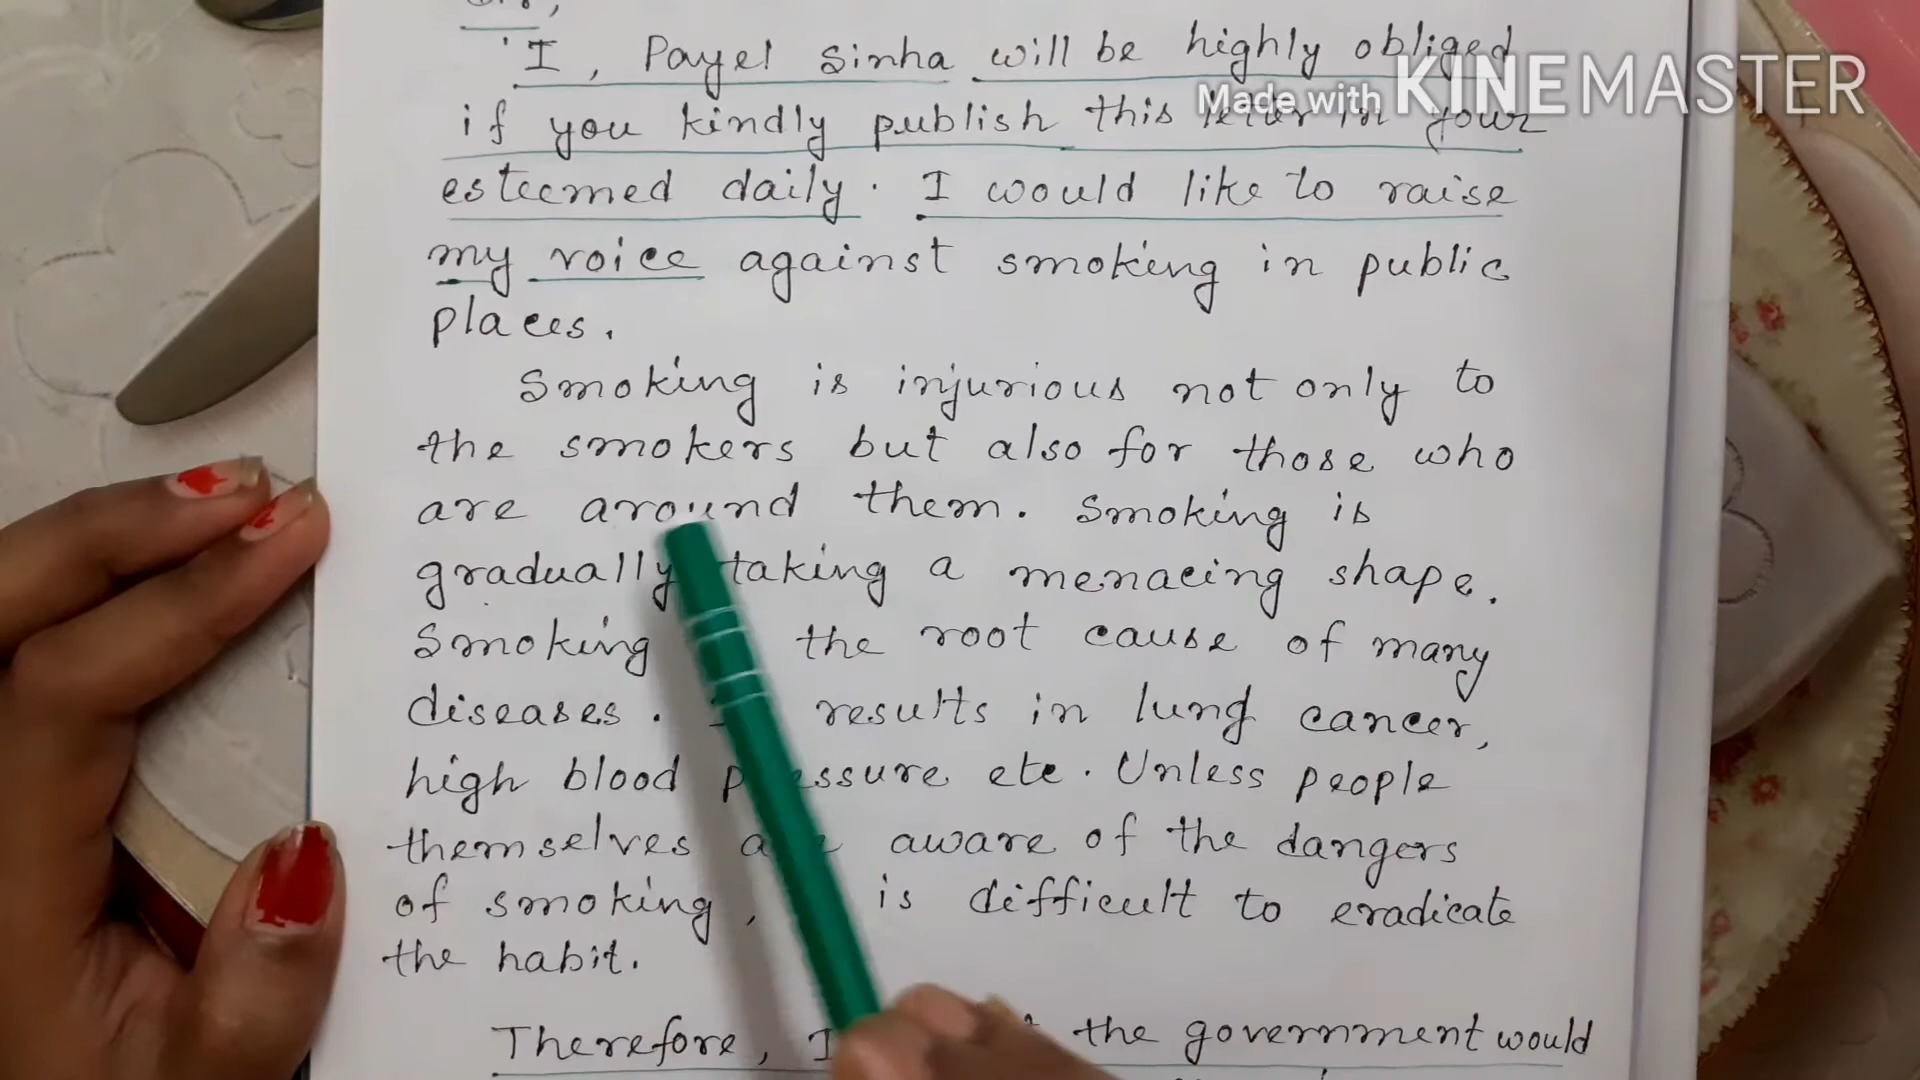 I, Payel Sinha will be highly obliged
Made with KINEMASTER
if you kindly publish this letter in your
esteemed daily. I would like to raise
my voice against smoking in public
places.
Smoking is injurious not only to
the smokers but also for those who
are around them. Smoking is
gradually taking a menacing shape.
Smoking the root cause of many
diseases. results in lung cancer,
high blood pressure etc. Unless people
themselves aware of the dangers
of smoking, is difficult to eradicate
the habit.
Therefore, I the government would